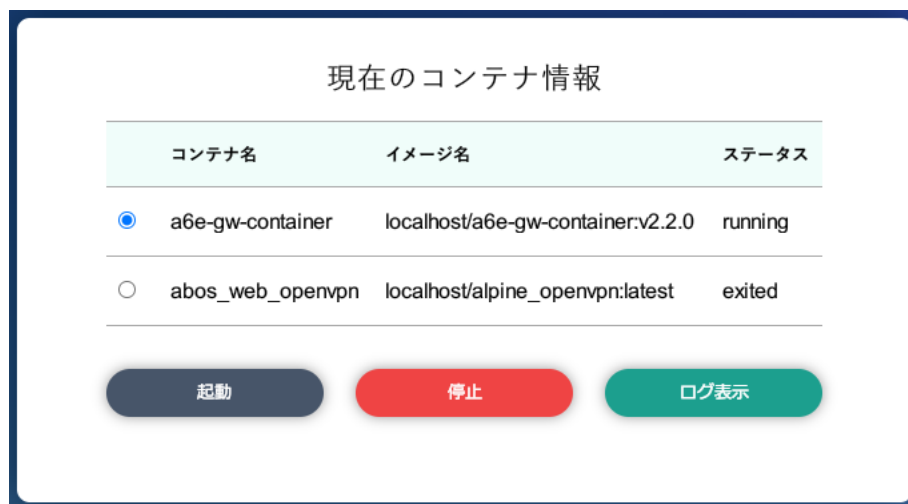 現在のコンテナ情報
コンテナ名 イメージ名 ステータス
a6e-gw-container localhost/a6e-gw-container:v2.2.0 running
abos_web_openvpn localhost/alpine_openvpn:latest exited
起動 停止 ログ表示